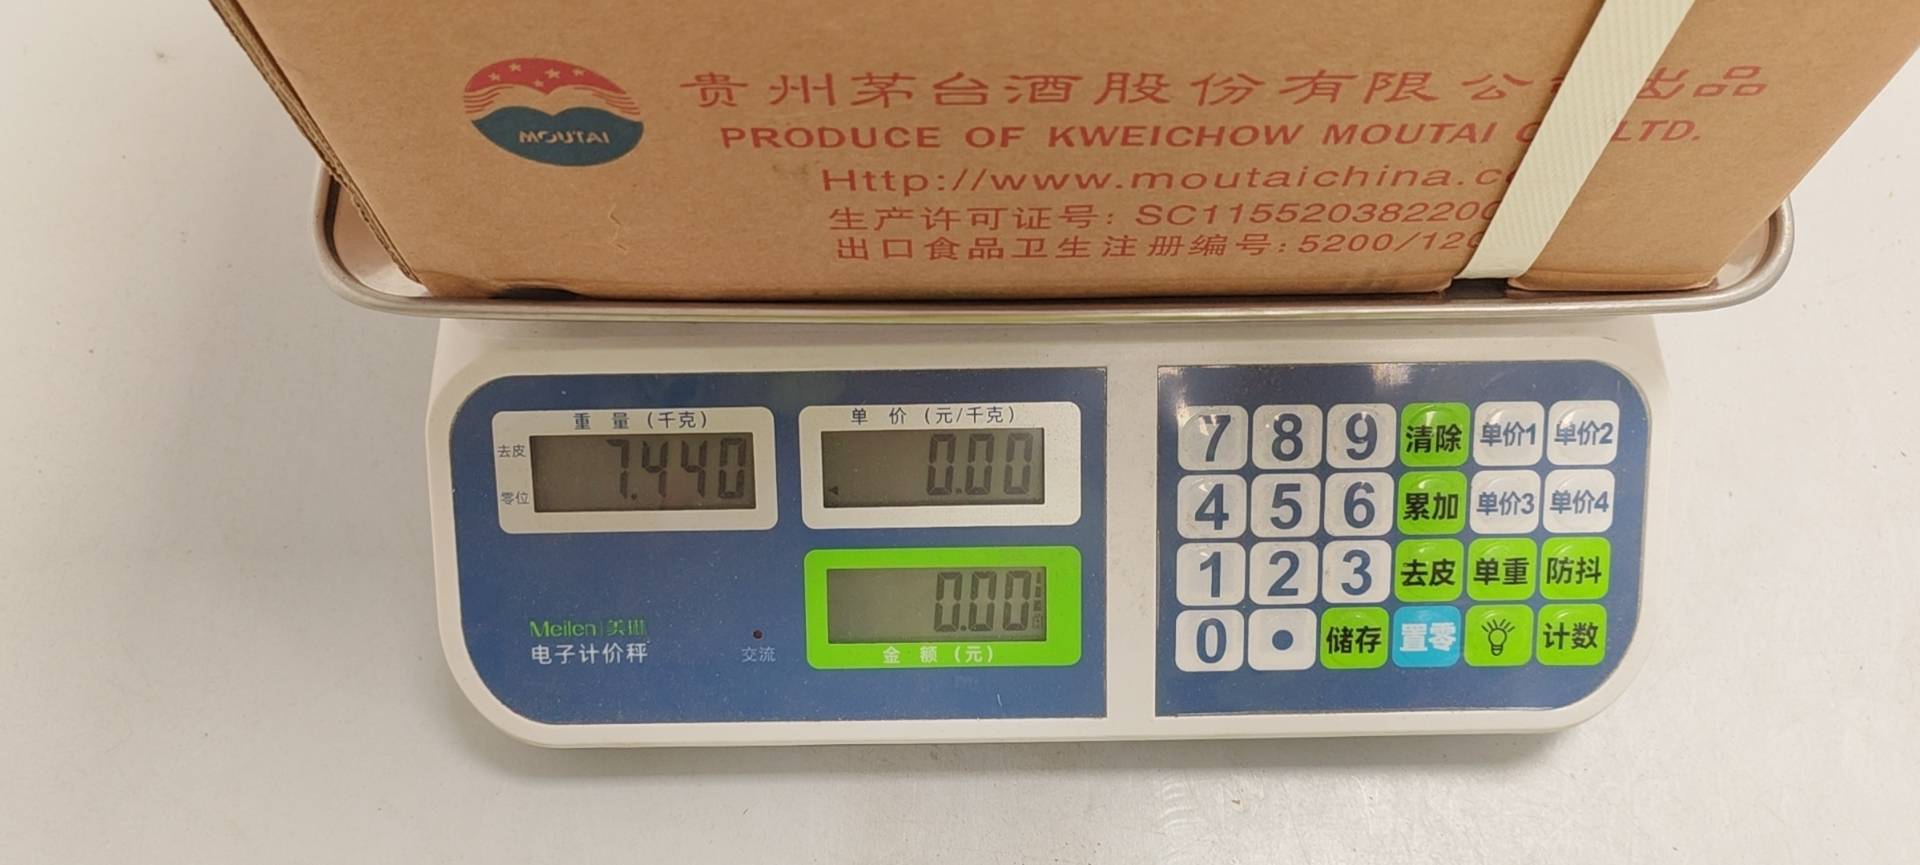 MOUTAI
贵州茅台酒股份有限公 出品
PRODUCE OF KWEICHOW MOUTAI LTD.
Http://www.moutaichina.c
生产许可证号: SC1155203822
出口食品卫生注册编号:5200/12
重 量 (千克)
去皮
零位
7.440
单 价 (元/千克)
0.00
0.00
金 额 (元)
Meilen 美琳
电子计价秤
交流
7 8 9 清除 单价1 单价2
4 5 6 累加 单价3 单价4
1 2 3 去皮 单重 防抖
0 • 储存 置零 计数